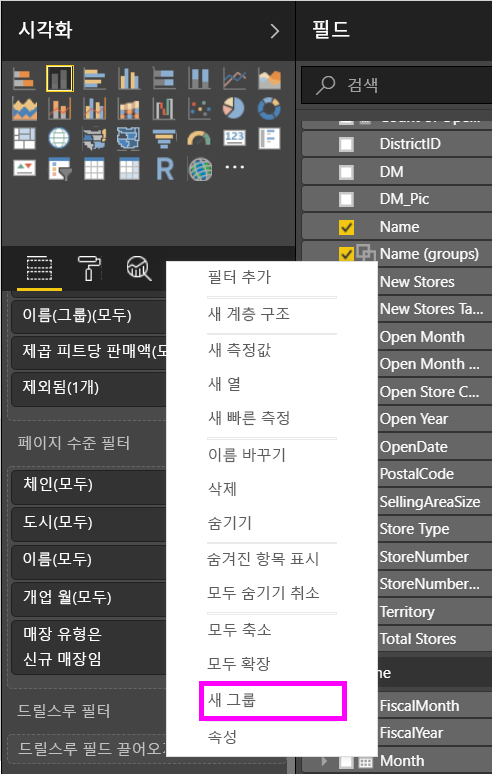 시각화
필드
검색
123
R
DistrictID
DM
DM_Pic
Name
Name (groups)
New Stores
New Stores Ta...
Open Month
Open Month ...
Open Store C...
Open Year
OpenDate
PostalCode
SellingAreaSize
Store Type
StoreNumber
StoreNumber...
Territory
Total Stores
FiscalMonth
FiscalYear
Month
이름(그룹)(모두)
제곱 피트당 판매액(모
제외됨(1개)
페이지 수준 필터
체인(모두)
도시(모두)
이름(모두)
개업 월(모두)
매장 유형은
신규 매장임
드릴스루 필터
드릴스루 필드 끌어오기
필터 추가
새 계층 구조
새 측정값
새 열
새 빠른 측정
이름 바꾸기
삭제
숨기기
숨겨진 항목 표시
모두 숨기기 취소
모두 축소
모두 확장
새 그룹
속성